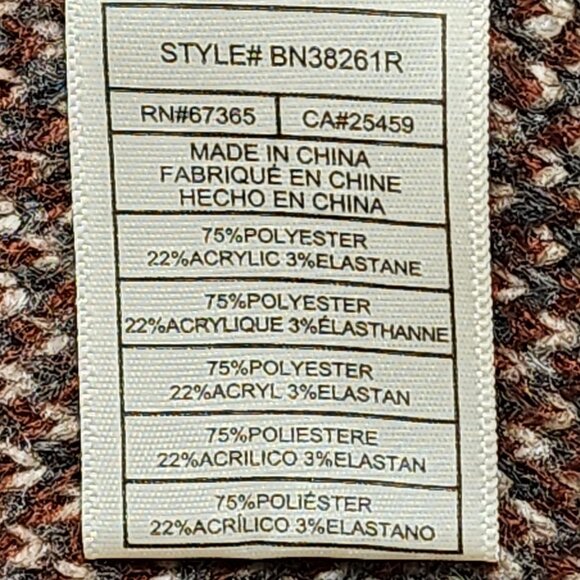 STYLE# BN38261R
RN#67365 CA#25459
MADE IN CHINA
FABRIQUÉ EN CHINE
HECHO EN CHINA
75%POLYESTER
22%ACRYLIC 3%ELASTANE
75%POLYESTER
22%ACRYLIQUE 3%ÉLASTHANNE
75%POLYESTER
22%ACRYL 3%ELASTAN
75%POLIESTERE
22%ACRILICO 3%ELASTAN
75%POLIÉSTER
22%ACRÍLICO 3%ELASTANO